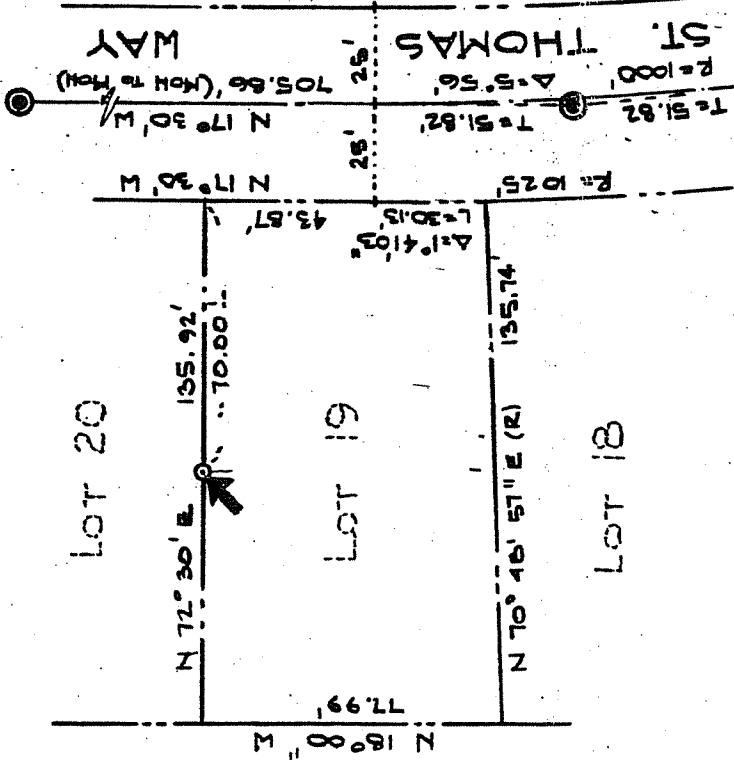 ST. THOMAS WAY
R=1000'
T=51.82
Δ=5°56'
T=51.82'
705.86' (MON TO MON)
N 17° 30' W
25'
25'
R=1025'
N 17° 30' W
L=30.13'
Δ=1°41'03"
43.87'
135.92'
70.00'
N 72° 30' E
LOT 20
LOT 19
LOT 18
135.74'
N 70° 48' 57" E (R)
77.99'
N 18° 00" W